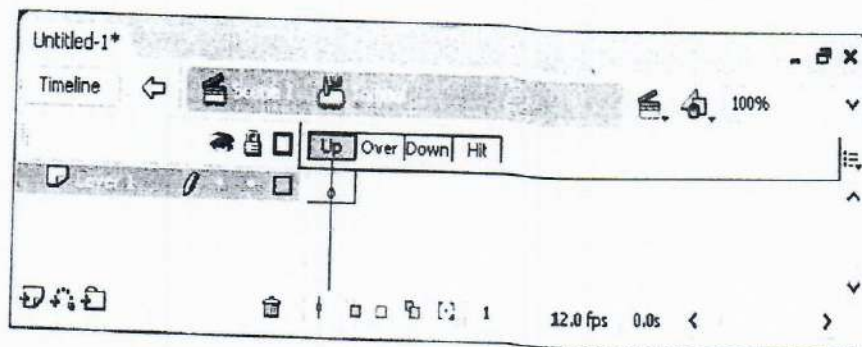 Untitled-1*
Timeline 100%
Up Over Down Hit
1 12.0 fps 0.0s